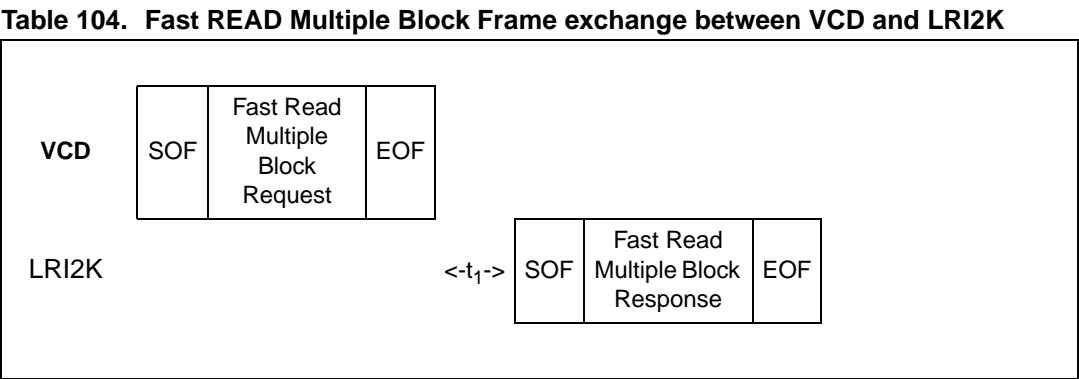 Table 104. Fast READ Multiple Block Frame exchange between VCD and LRI2K
VCD
SOF
Fast Read
Multiple
Block
Request
EOF
LRI2K
<-t1->
SOF
Fast Read
Multiple Block
Response
EOF